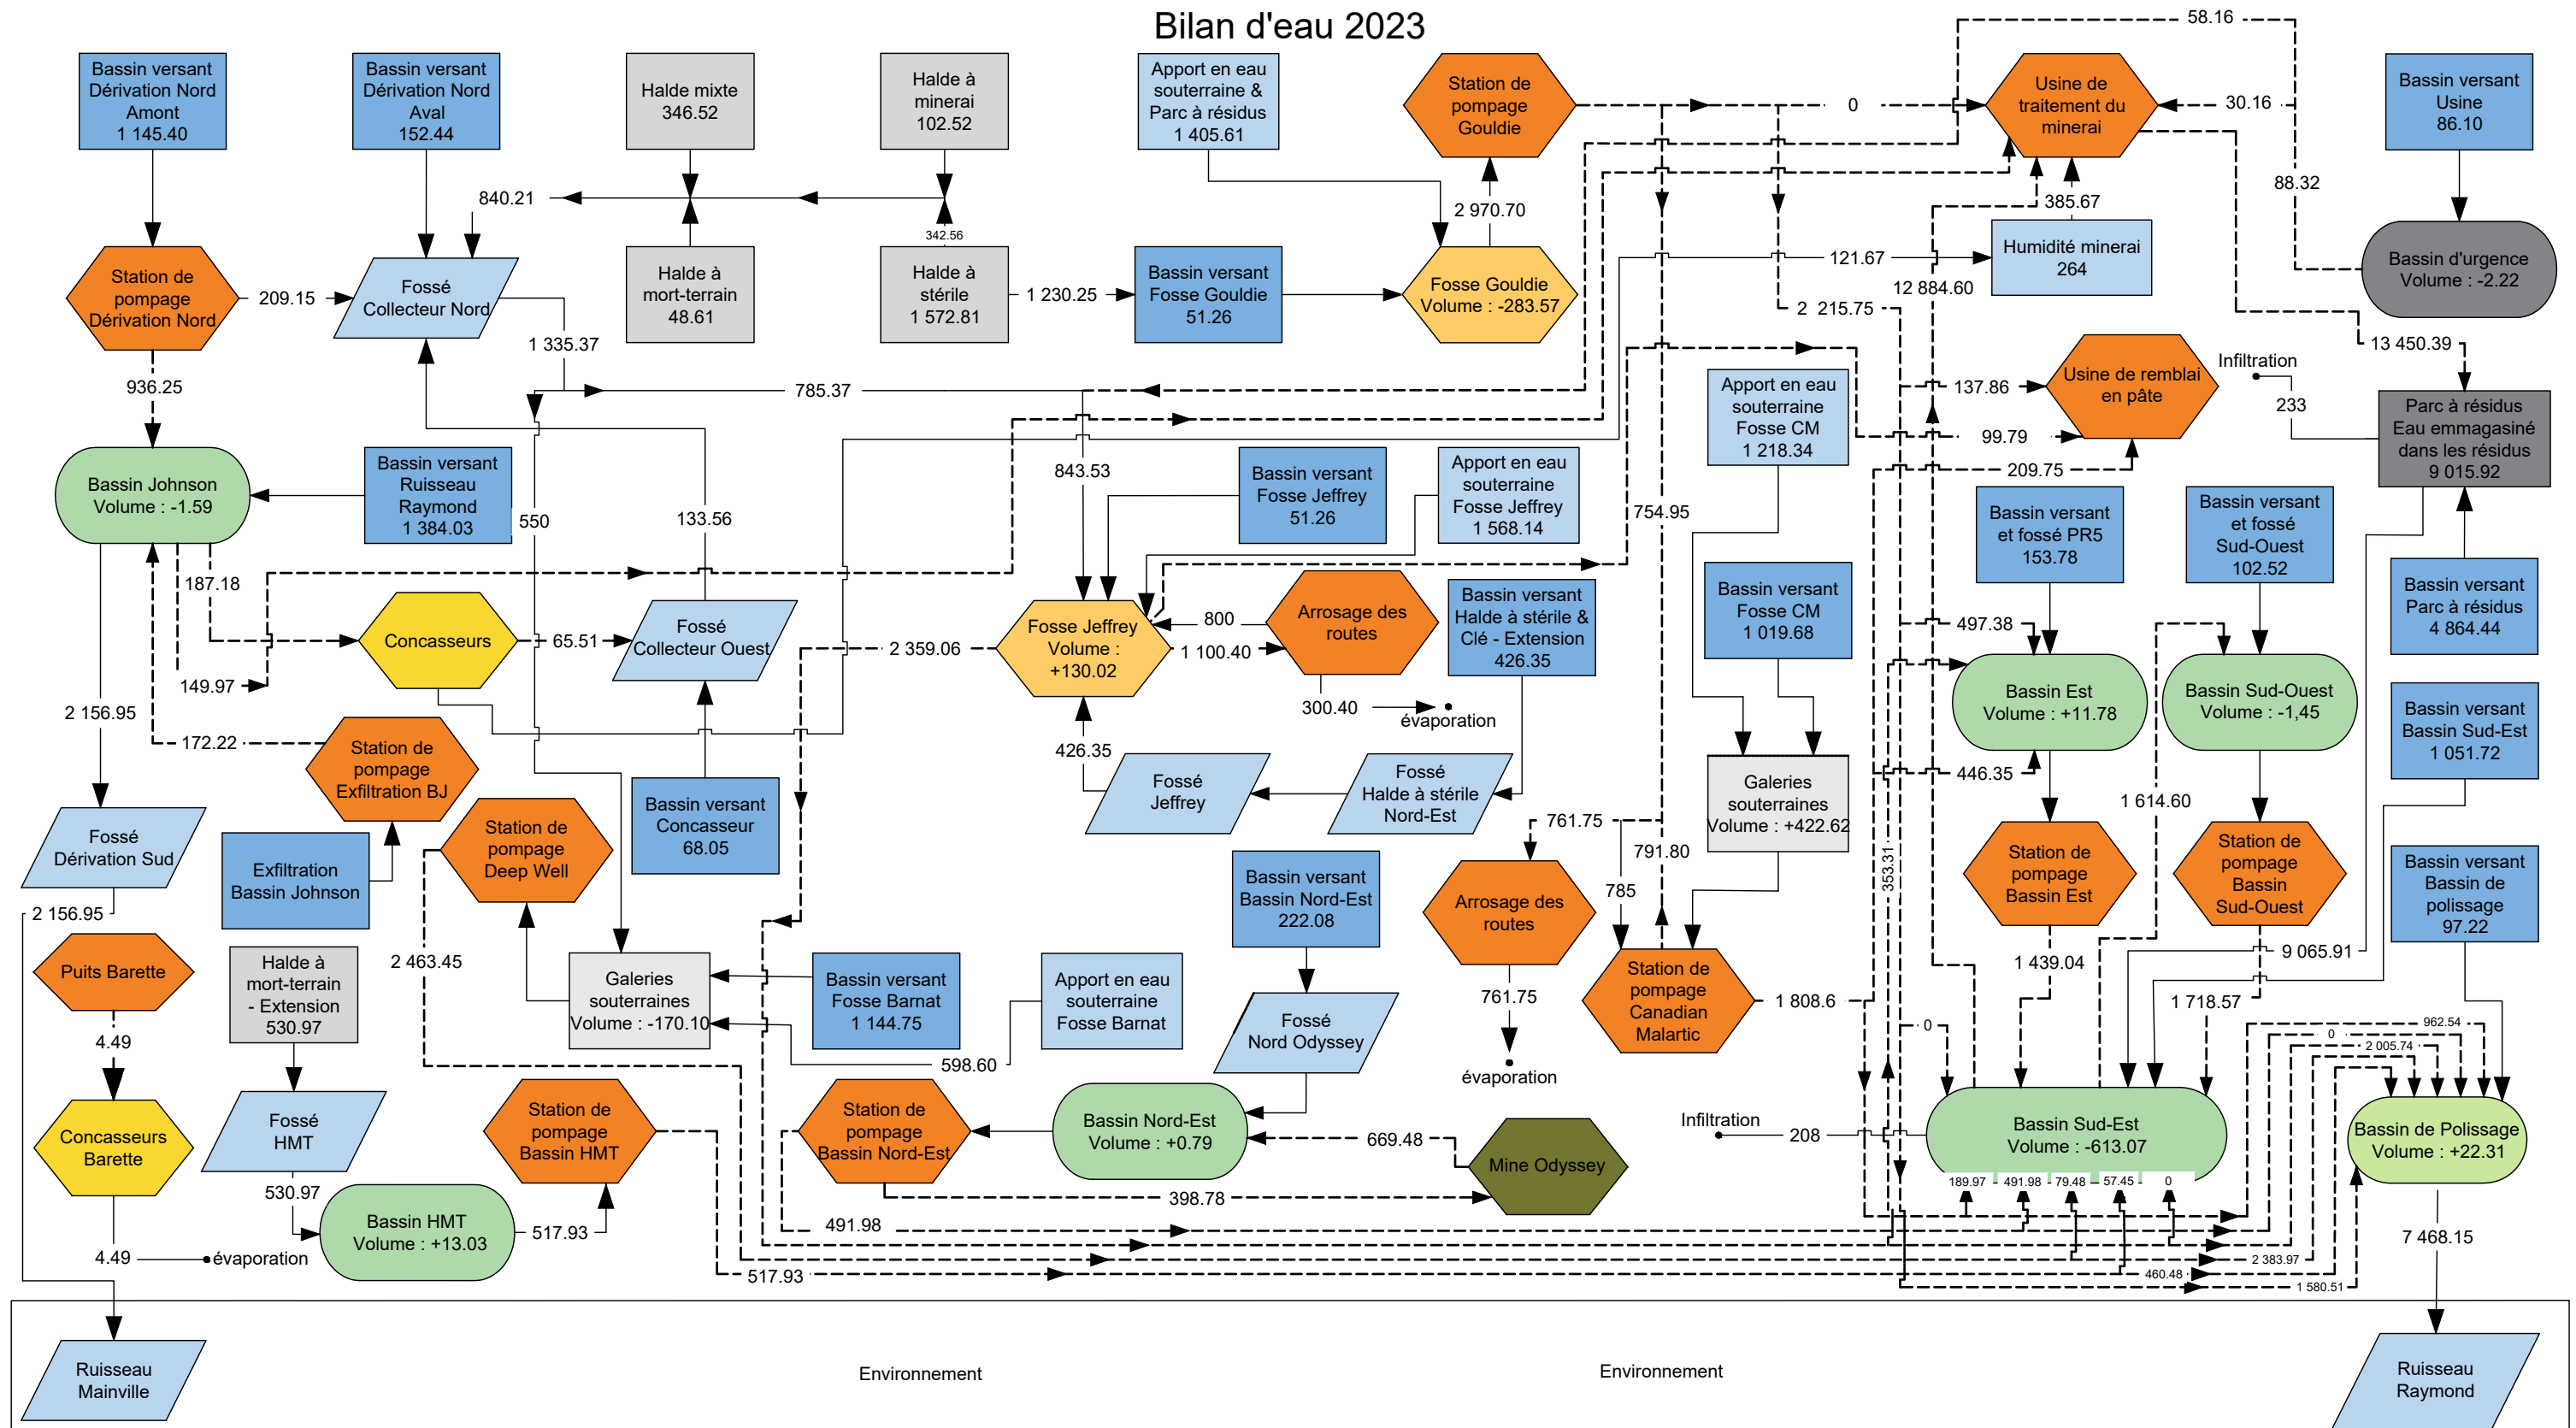 Bilan d'eau 2023
58.16
Bassin versant
Dérivation Nord
Amont
1 145.40
Bassin versant
Dérivation Nord
Aval
152.44
Halde mixte
346.52
Halde à
minerai
102.52
Apport en eau
souterraine &
Parc à résidus
1 405.61
Station de
pompage
Gouldie
0
Usine de
traitement du
minerai
30.16
Bassin versant
Usine
86.10
840.21
342.56
2 970.70
385.67
88.32
Station de
pompage
Dérivation Nord
209.15
Fossé
Collecteur Nord
Halde à
mort-terrain
48.61
Halde à
stérile
1 572.81
1 230.25
Bassin versant
Fosse Gouldie
51.26
Fosse Gouldie
Volume : -283.57
121.67
Humidité minerai
264
12 884.60
2 215.75
Bassin d'urgence
Volume : -2.22
1 335.37
13 450.39
Infiltration
936.25
785.37
Apport en eau
souterraine
Fosse CM
1 218.34
137.86
Usine de remblai
en pâte
233
Parc à résidus
Eau emmagasiné
dans les résidus
9 015.92
99.79
209.75
Bassin Johnson
Volume : -1.59
Bassin versant
Ruisseau
Raymond
1 384.03
550
133.56
843.53
Bassin versant
Fosse Jeffrey
51.26
Apport en eau
souterraine
Fosse Jeffrey
1 568.14
754.95
Bassin versant
et fossé PR5
153.78
Bassin versant
et fossé
Sud-Ouest
102.52
187.18
Concasseurs
65.51
Fossé
Collecteur Ouest
2 359.06
Fosse Jeffrey
Volume :
+130.02
800
1 100.40
Arrosage des
routes
Bassin versant
Halde à stérile &
Clé - Extension
426.35
Bassin versant
Fosse CM
1 019.68
497.38
Bassin versant
Parc à résidus
4 864.44
149.97
2 156.95
300.40
évaporation
Bassin Est
Volume : +11.78
Bassin Sud-Ouest
Volume : -1,45
Bassin versant
Bassin Sud-Est
1 051.72
172.22
Station de
pompage
Exfiltration BJ
426.35
Fossé
Jeffrey
Fossé
Halde à stérile
Nord-Est
Galeries
souterraines
Volume : +422.62
446.35
1 614.60
Fossé
Dérivation Sud
Exfiltration
Bassin Johnson
Station de
pompage
Deep Well
Bassin versant
Concasseur
68.05
761.75
791.80
785
353.31
Station de
pompage
Bassin Est
Station de
pompage
Bassin
Sud-Ouest
Bassin versant
Bassin de
polissage
97.22
2 156.95
Bassin versant
Bassin Nord-Est
222.08
Arrosage des
routes
Puits Barette
Halde à
mort-terrain
- Extension
530.97
2 463.45
Galeries
souterraines
Volume : -170.10
Bassin versant
Fosse Barnat
1 144.75
Apport en eau
souterraine
Fosse Barnat
598.60
Fossé
Nord Odyssey
761.75
évaporation
Station de
pompage
Canadian
Malartic
1 808.6
1 439.04
9 065.91
1 718.57
0
962.54
0
2 005.74
4.49
Concasseurs
Barette
Fossé
HMT
Station de
pompage
Bassin HMT
Station de
pompage
Bassin Nord-Est
Bassin Nord-Est
Volume : +0.79
669.48
Mine Odyssey
398.78
Infiltration
208
Bassin Sud-Est
Volume : -613.07
Bassin de Polissage
Volume : +22.31
189.97
491.98
79.48
57.45
0
530.97
Bassin HMT
Volume : +13.03
517.93
491.98
4.49
évaporation
517.93
2 383.97
460.48
1 580.51
7 468.15
Ruisseau
Mainville
Environnement
Environnement
Ruisseau
Raymond